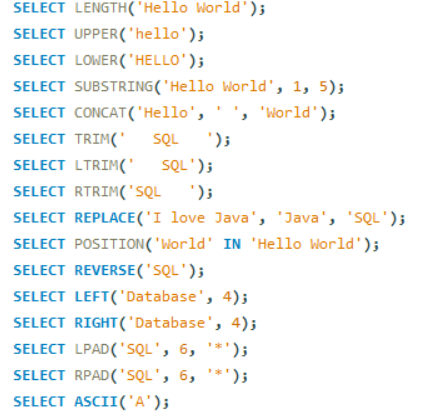 SELECT LENGTH('Hello World');
SELECT UPPER('hello');
SELECT LOWER('HELLO');
SELECT SUBSTRING('Hello World', 1, 5);
SELECT CONCAT('Hello', ' ', 'World');
SELECT TRIM('   SQL   ');
SELECT LTRIM('   SQL');
SELECT RTRIM('SQL   ');
SELECT REPLACE('I love Java', 'Java', 'SQL');
SELECT POSITION('World' IN 'Hello World');
SELECT REVERSE('SQL');
SELECT LEFT('Database', 4);
SELECT RIGHT('Database', 4);
SELECT LPAD('SQL', 6, '*');
SELECT RPAD('SQL', 6, '*');
SELECT ASCII('A');